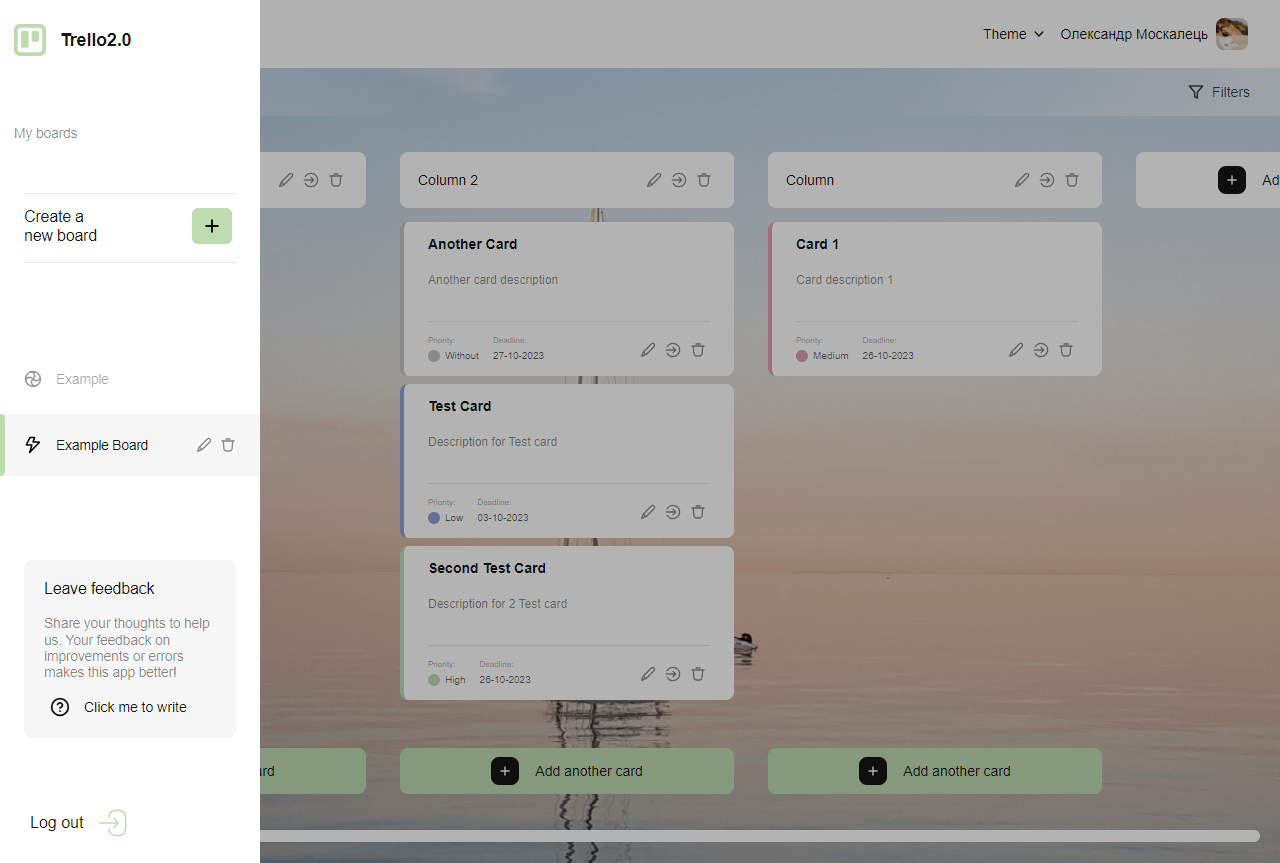 Trello2.0
My boards
Create a
new board
Example
Example Board
Leave feedback
Share your thoughts to help
us. Your feedback on
improvements or errors
makes this app better!
Click me to write
Log out
Theme
Олександр Москалець
Filters
Column 2
Another Card
Another card description
Priority:
Deadline:
Without
27-10-2023
Test Card
Description for Test card
Priority:
Deadline:
Low
03-10-2023
Second Test Card
Description for 2 Test card
Priority:
Deadline:
High
26-10-2023
Add another card
Column
Card 1
Card description 1
Priority:
Deadline:
Medium
26-10-2023
Add another card